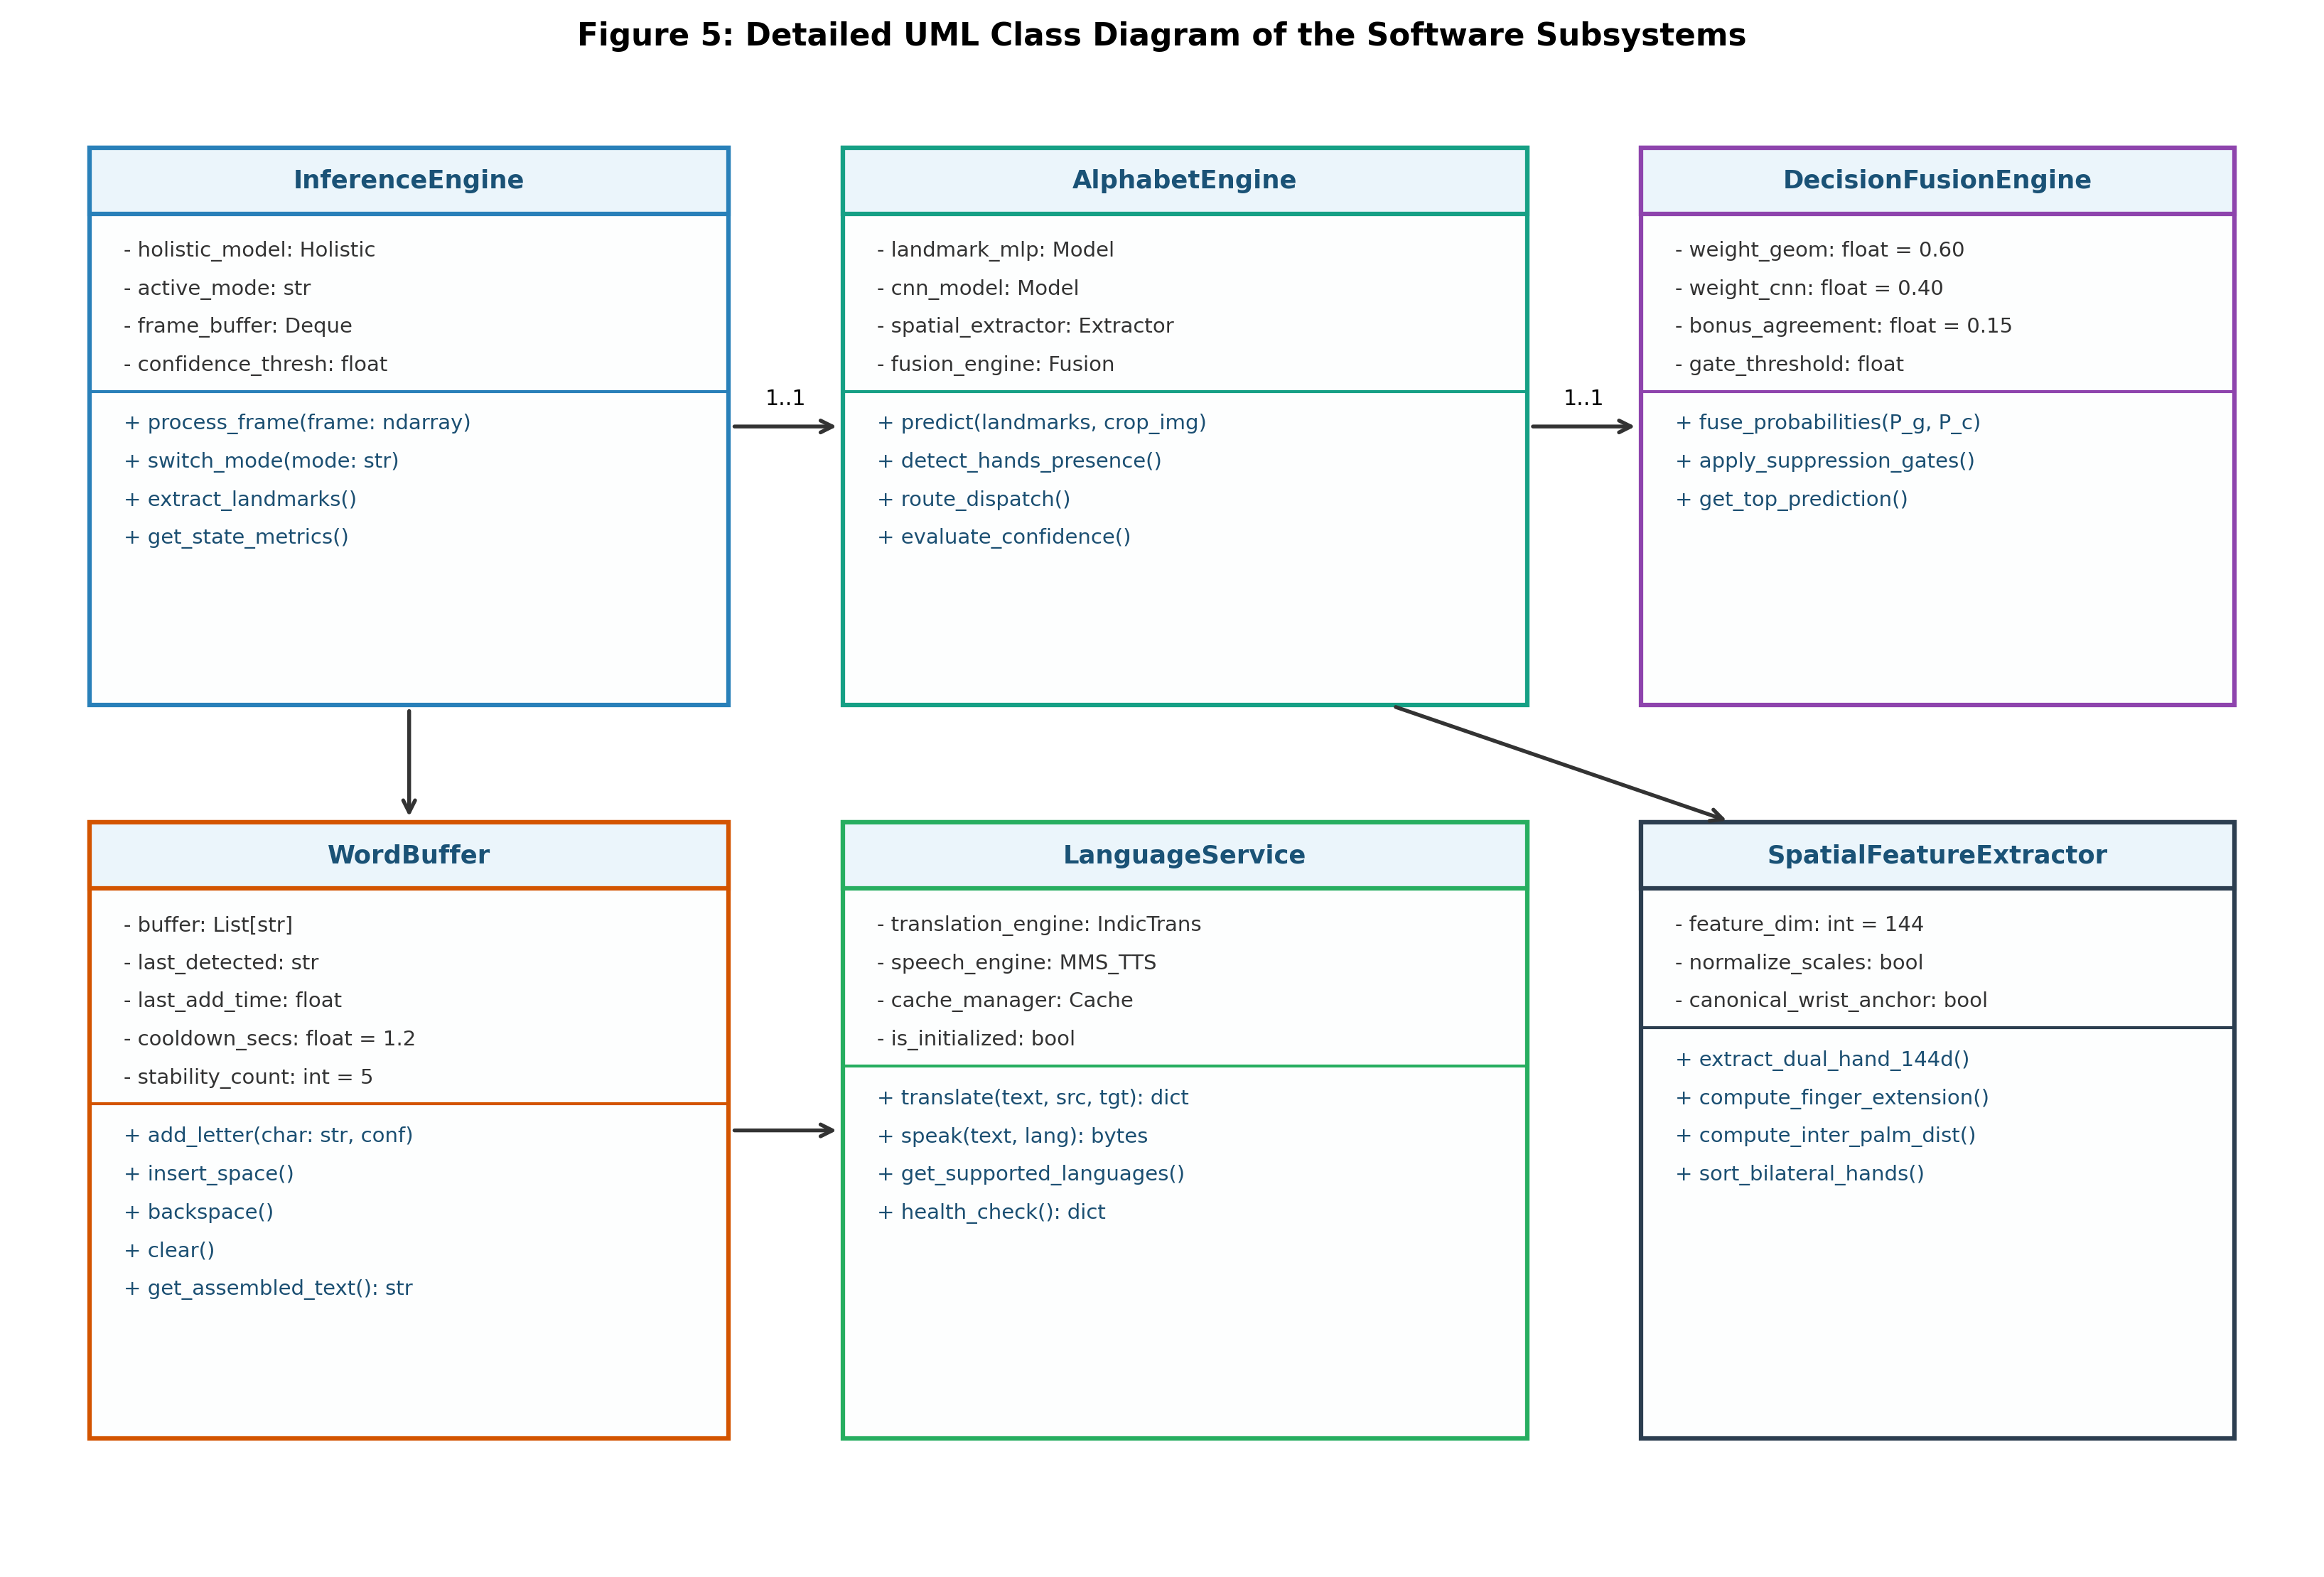 Figure 5: Detailed UML Class Diagram of the Software Subsystems
InferenceEngine
- holistic_model: Holistic
- active_mode: str
- frame_buffer: Deque
- confidence_thresh: float
+ process_frame(frame: ndarray)
+ switch_mode(mode: str)
+ extract_landmarks()
+ get_state_metrics()
1..1
AlphabetEngine
- landmark_mlp: Model
- cnn_model: Model
- spatial_extractor: Extractor
- fusion_engine: Fusion
+ predict(landmarks, crop_img)
+ detect_hands_presence()
+ route_dispatch()
+ evaluate_confidence()
1..1
DecisionFusionEngine
- weight_geom: float = 0.60
- weight_cnn: float = 0.40
- bonus_agreement: float = 0.15
- gate_threshold: float
+ fuse_probabilities(P_g, P_c)
+ apply_suppression_gates()
+ get_top_prediction()
WordBuffer
- buffer: List[str]
- last_detected: str
- last_add_time: float
- cooldown_secs: float = 1.2
- stability_count: int = 5
+ add_letter(char: str, conf)
+ insert_space()
+ backspace()
+ clear()
+ get_assembled_text(): str
LanguageService
- translation_engine: IndicTrans
- speech_engine: MMS_TTS
- cache_manager: Cache
- is_initialized: bool
+ translate(text, src, tgt): dict
+ speak(text, lang): bytes
+ get_supported_languages()
+ health_check(): dict
SpatialFeatureExtractor
- feature_dim: int = 144
- normalize_scales: bool
- canonical_wrist_anchor: bool
+ extract_dual_hand_144d()
+ compute_finger_extension()
+ compute_inter_palm_dist()
+ sort_bilateral_hands()